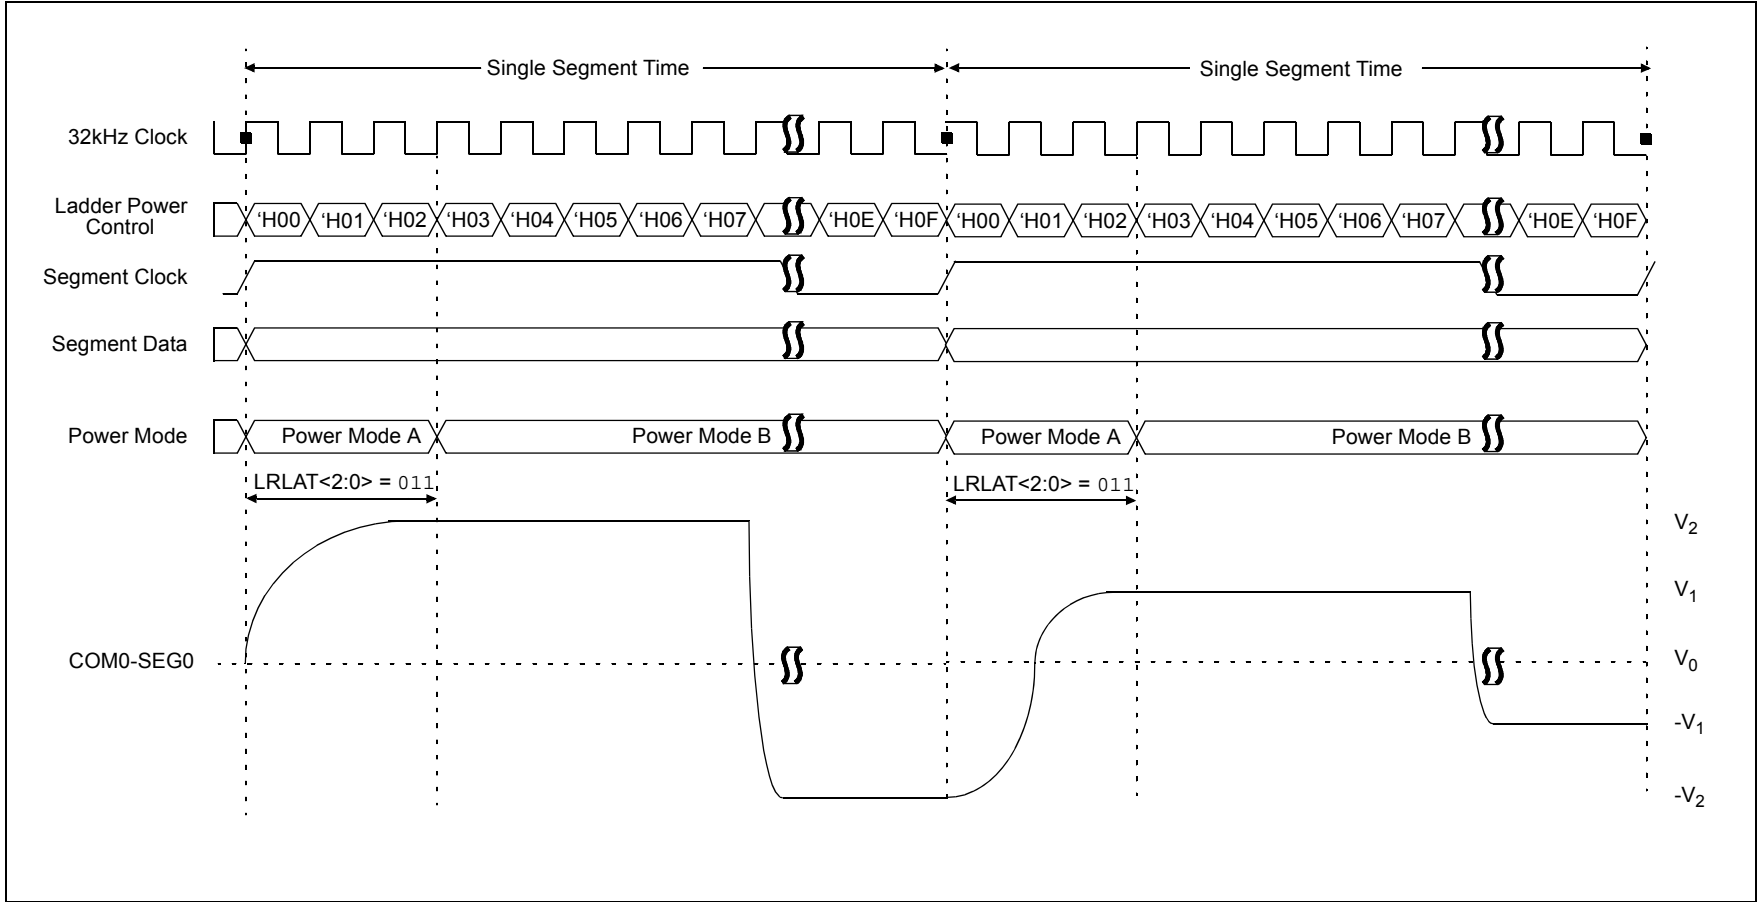 Single Segment Time Single Segment Time
32kHz Clock
Ladder Power
Control
‘H00 ‘H01 ‘H02 ‘H03 ‘H04 ‘H05 ‘H06 ‘H07 ‘H0E ‘H0F ‘H00 ‘H01 ‘H02 ‘H03 ‘H04 ‘H05 ‘H06 ‘H07 ‘H0E ‘H0F
Segment Clock
Segment Data
Power Mode Power Mode A Power Mode B Power Mode A Power Mode B
LRLAT<2:0> = 011 LRLAT<2:0> = 011
V2
V1
COM0-SEG0 V0
-V1
-V2